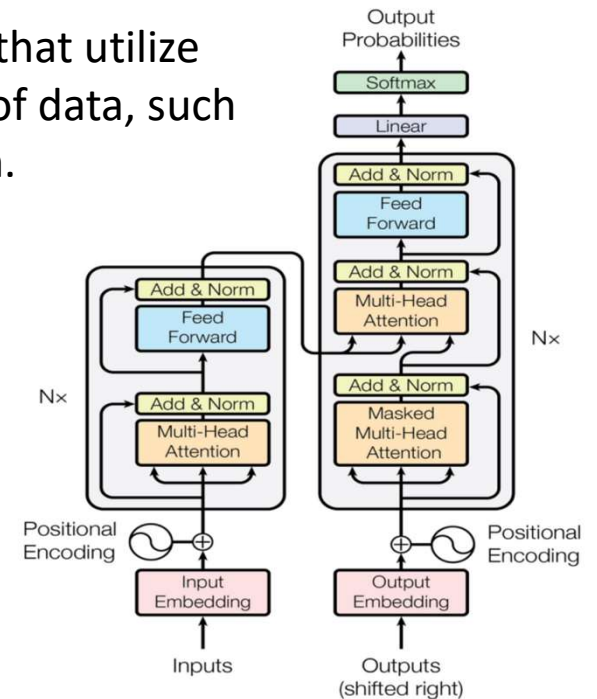 that utilize
of data, such
Output
Probabilities
Softmax
Linear
Add & Norm
Feed
Forward
Add & Norm
Multi-Head
Attention
Nx
Add & Norm
Masked
Multi-Head
Attention
Add & Norm
Feed
Forward
Nx
Add & Norm
Multi-Head
Attention
Positional
Encoding
Positional
Encoding
Input
Embedding
Output
Embedding
Inputs
Outputs
(shifted right)